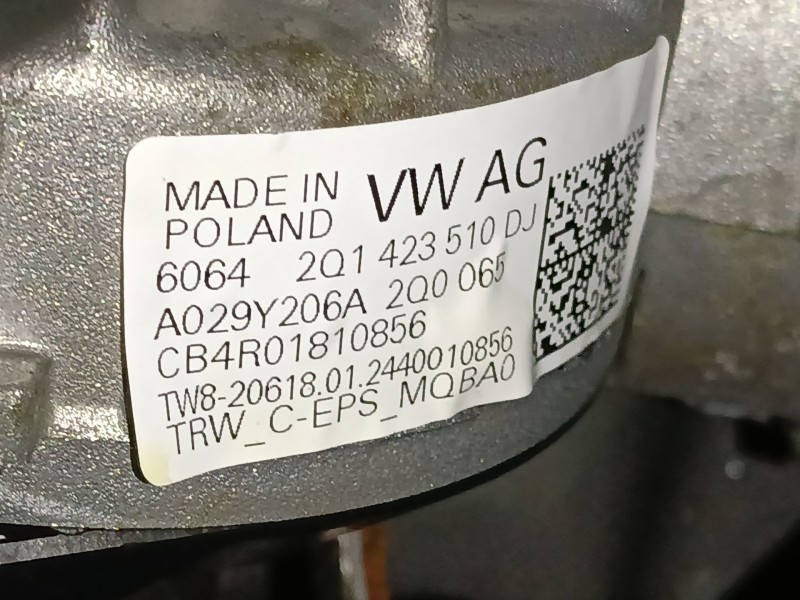 MADE IN VW AG
POLAND
6064 2Q1 423 510 DJ
A029Y206A 2Q0 065
CB4R01810856
TW8-20618.01.2440010856
TRW_C-EPS_MQBA0